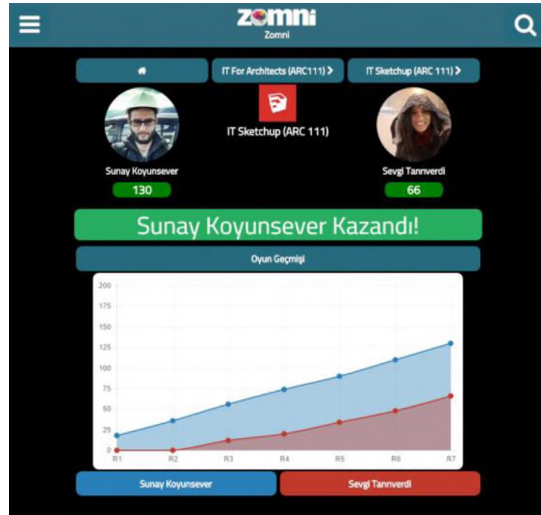 zomni
Zomni
IT For Architects (ARC111)
IT Sketchup (ARC 111)
IT Sketchup (ARC 111)
Sunay Koyunsever
Sevgi Tannverdi
130
66
Sunay Koyunsever Kazandı!
Oyun Geçmişi
200
175
150
125
100
75
50
25
0
R1 R2 R3 R4 R5 R6 R7
Sunay Koyunsever
Sevgi Tannverdi